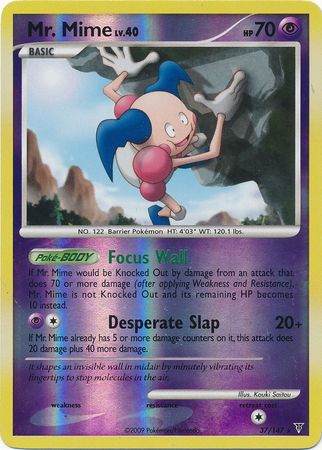 Mr. Mime LV.40 HP 70
BASIC
NO. 122 Barrier Pokémon HT: 4'03" WT: 120.1 lbs.
Poké-BODY Focus Wall
If Mr. Mime would be Knocked Out by damage from an attack that
does 70 or more damage (after applying Weakness and Resistance),
Mr. Mime is not Knocked Out and its remaining HP becomes
10 instead.
Desperate Slap 20+
If Mr. Mime already has 5 or more damage counters on it, this attack does
20 damage plus 40 more damage.
It shapes an invisible wall in midair by minutely vibrating its
fingertips to stop molecules in the air.
Illus. Kouki Saitou
weakness resistance retreat cost
©2009 Pokémon/Nintendo
37/147 ★